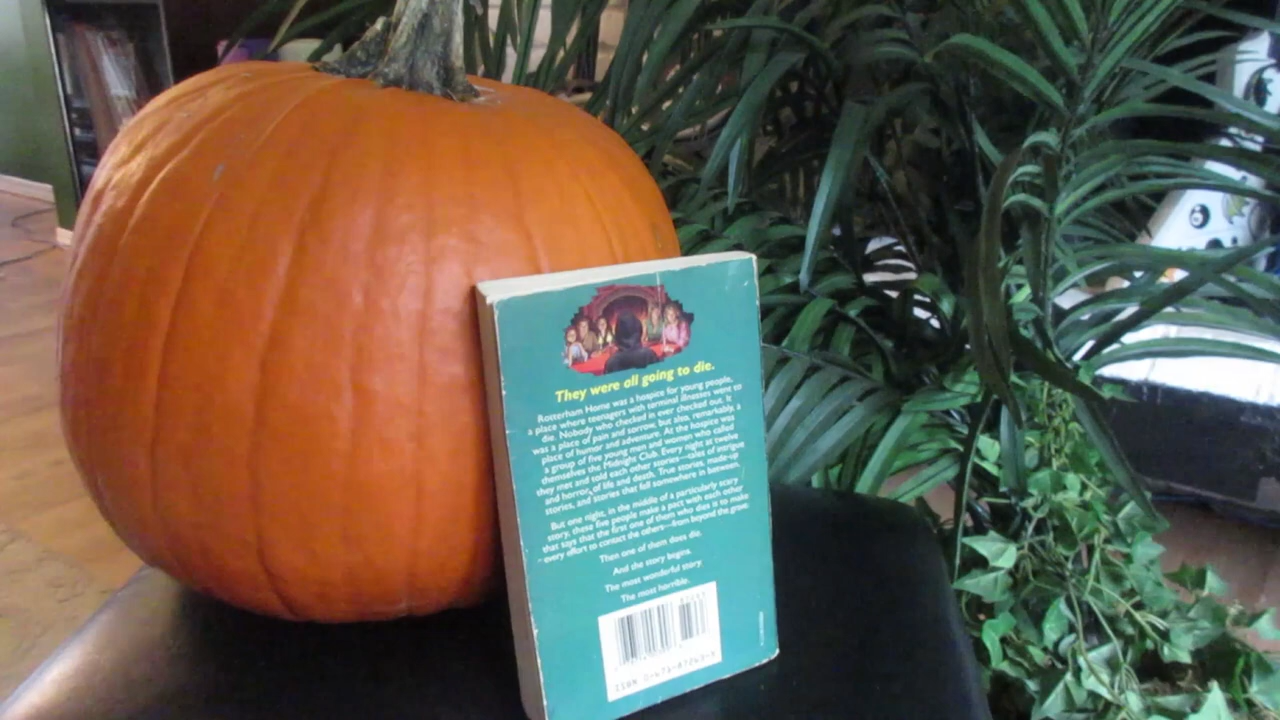 They were all going to die.
Rotterham Home was a hospice for young people,
a place where teenagers with terminal illnesses went to
die. Nobody who checked in ever checked out. It
was a place of pain and sorrow, but also, remarkably, a
place of humor and adventure. At the hospice was
a group of five young men and women who called
themselves the Midnight Club. Every night at twelve
they met and told each other stories—tales of intrigue
and horror, of life and death. True stories, made-up
stories, and stories that fell somewhere in between.
But one night, in the middle of a particularly scary
story, these five people make a pact with each other
that says that the first one of them who dies is to make
every effort to contact the others—from beyond the grave.
Then one of them does die.
And the story begins.
The most wonderful story.
The most horrible.
ISBN 0-671-87263-X